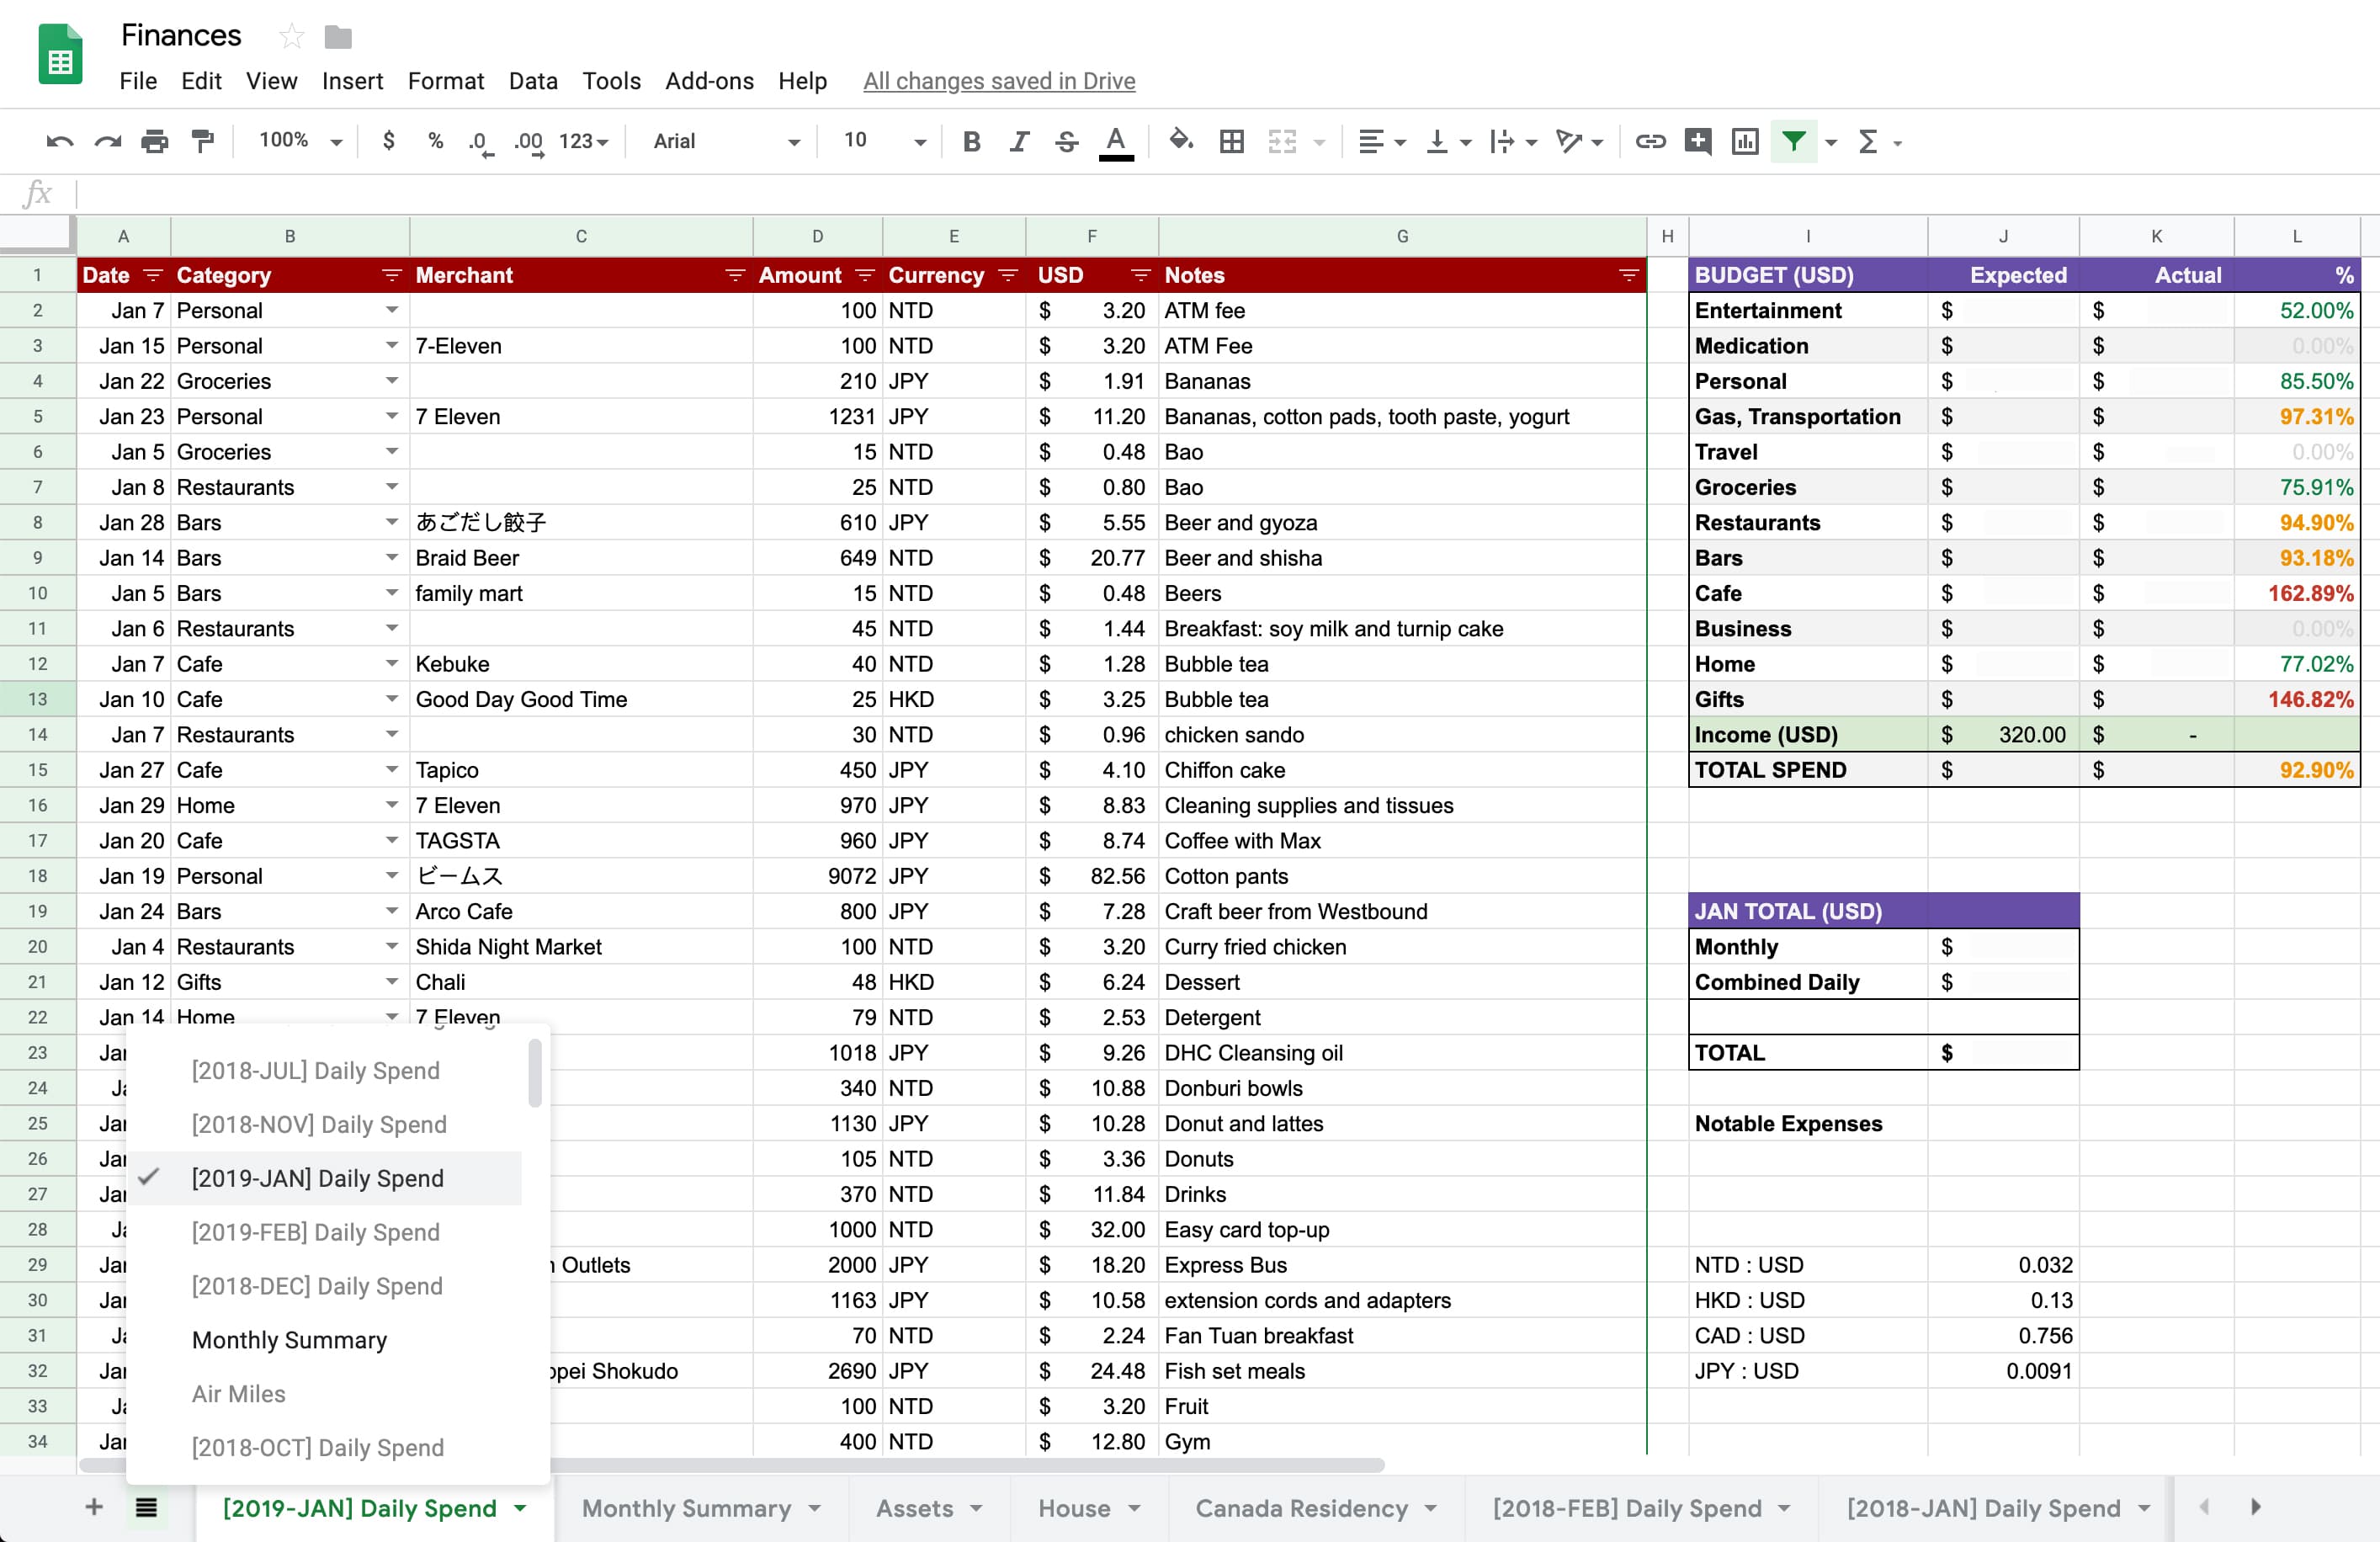 Finances
File Edit View Insert Format Data Tools Add-ons Help All changes saved in Drive
100% $ % .0 .00 123 Arial 10 B I S A Σ
fx
A B C D E F G H I J K L
1 Date Category Merchant Amount Currency USD Notes BUDGET (USD) Expected Actual %
2 Jan 7 Personal 100 NTD $ 3.20 ATM fee Entertainment $ $ 52.00%
3 Jan 15 Personal 7-Eleven 100 NTD $ 3.20 ATM Fee Medication $ $ 0.00%
4 Jan 22 Groceries 210 JPY $ 1.91 Bananas Personal $ $ 85.50%
5 Jan 23 Personal 7 Eleven 1231 JPY $ 11.20 Bananas, cotton pads, tooth paste, yogurt Gas, Transportation $ $ 97.31%
6 Jan 5 Groceries 15 NTD $ 0.48 Bao Travel $ $ 0.00%
7 Jan 8 Restaurants 25 NTD $ 0.80 Bao Groceries $ $ 75.91%
8 Jan 28 Bars あごだし餃子 610 JPY $ 5.55 Beer and gyoza Restaurants $ $ 94.90%
9 Jan 14 Bars Braid Beer 649 NTD $ 20.77 Beer and shisha Bars $ $ 93.18%
10 Jan 5 Bars family mart 15 NTD $ 0.48 Beers Cafe $ $ 162.89%
11 Jan 6 Restaurants 45 NTD $ 1.44 Breakfast: soy milk and turnip cake Business $ $ 0.00%
12 Jan 7 Cafe Kebuke 40 NTD $ 1.28 Bubble tea Home $ $ 77.02%
13 Jan 10 Cafe Good Day Good Time 25 HKD $ 3.25 Bubble tea Gifts $ $ 146.82%
14 Jan 7 Restaurants 30 NTD $ 0.96 chicken sando Income (USD) $ 320.00 $ -
15 Jan 27 Cafe Tapico 450 JPY $ 4.10 Chiffon cake TOTAL SPEND $ $ 92.90%
16 Jan 29 Home 7 Eleven 970 JPY $ 8.83 Cleaning supplies and tissues
17 Jan 20 Cafe TAGSTA 960 JPY $ 8.74 Coffee with Max
18 Jan 19 Personal ビームス 9072 JPY $ 82.56 Cotton pants
19 Jan 24 Bars Arco Cafe 800 JPY $ 7.28 Craft beer from Westbound JAN TOTAL (USD)
20 Jan 4 Restaurants Shida Night Market 100 NTD $ 3.20 Curry fried chicken Monthly $
21 Jan 12 Gifts Chali 48 HKD $ 6.24 Dessert Combined Daily $
22 Jan 14 Home 7 Eleven 79 NTD $ 2.53 Detergent
23 1018 JPY $ 9.26 DHC Cleansing oil TOTAL $
24 340 NTD $ 10.88 Donburi bowls
25 1130 JPY $ 10.28 Donut and lattes Notable Expenses
26 105 NTD $ 3.36 Donuts
27 370 NTD $ 11.84 Drinks
28 1000 NTD $ 32.00 Easy card top-up
29 Outlets 2000 JPY $ 18.20 Express Bus NTD : USD 0.032
30 1163 JPY $ 10.58 extension cords and adapters HKD : USD 0.13
31 70 NTD $ 2.24 Fan Tuan breakfast CAD : USD 0.756
32 Shokudo 2690 JPY $ 24.48 Fish set meals JPY : USD 0.0091
33 100 NTD $ 3.20 Fruit
34 400 NTD $ 12.80 Gym
[2018-JUL] Daily Spend
[2018-NOV] Daily Spend
[2019-JAN] Daily Spend
[2019-FEB] Daily Spend
[2018-DEC] Daily Spend
Monthly Summary
Air Miles
[2018-OCT] Daily Spend
+ [2019-JAN] Daily Spend Monthly Summary Assets House Canada Residency [2018-FEB] Daily Spend [2018-JAN] Daily Spend